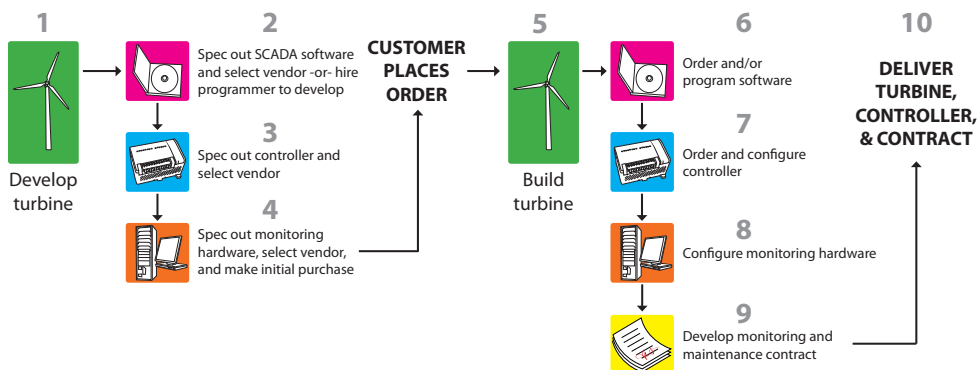 1
Develop
turbine
2
Spec out SCADA software
and select vendor -or- hire
programmer to develop
3
Spec out controller and
select vendor
4
Spec out monitoring
hardware, select vendor,
and make initial purchase
CUSTOMER
PLACES
ORDER
5
Build
turbine
6
Order and/or
program software
7
Order and configure
controller
8
Configure monitoring hardware
9
Develop monitoring and
maintenance contract
10
DELIVER
TURBINE,
CONTROLLER,
& CONTRACT